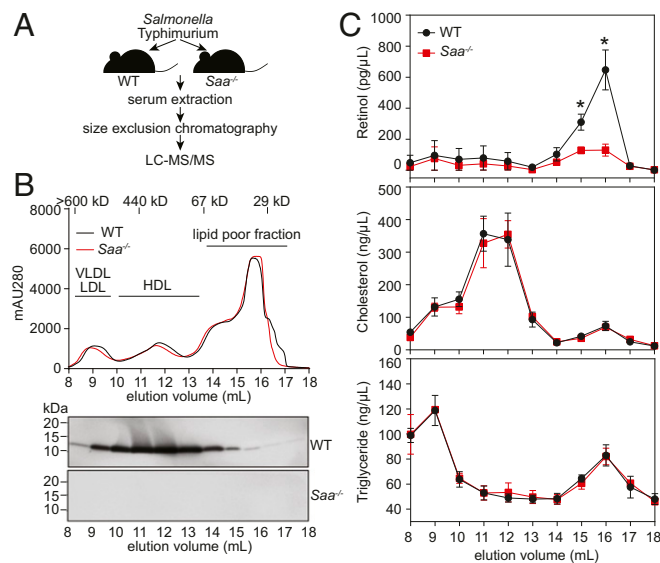 A
Salmonella
Typhimurium
WT
Saa-/-
serum extraction
size exclusion chromatography
LC-MS/MS
B
>600 kD
440 kD
67 kD
29 kD
8000
6000
4000
2000
0
mAU280
WT
Saa-/-
lipid poor fraction
VLDL
LDL
HDL
8 9 10 11 12 13 14 15 16 17 18
elution volume (mL)
kDa
20
15
10
WT
20
15
10
Saa-/-
8 9 10 11 12 13 14 15 16 17 18
elution volume (mL)
C
WT
Saa-/-
Retinol
(pg/µL)
1000
800
600
400
200
0
*
*
Cholesterol
(ng/µL)
500
400
300
200
100
0
Triglyceride (ng/µL)
160
140
120
100
80
60
40
8 9 10 11 12 13 14 15 16 17 18
elution volume (mL)